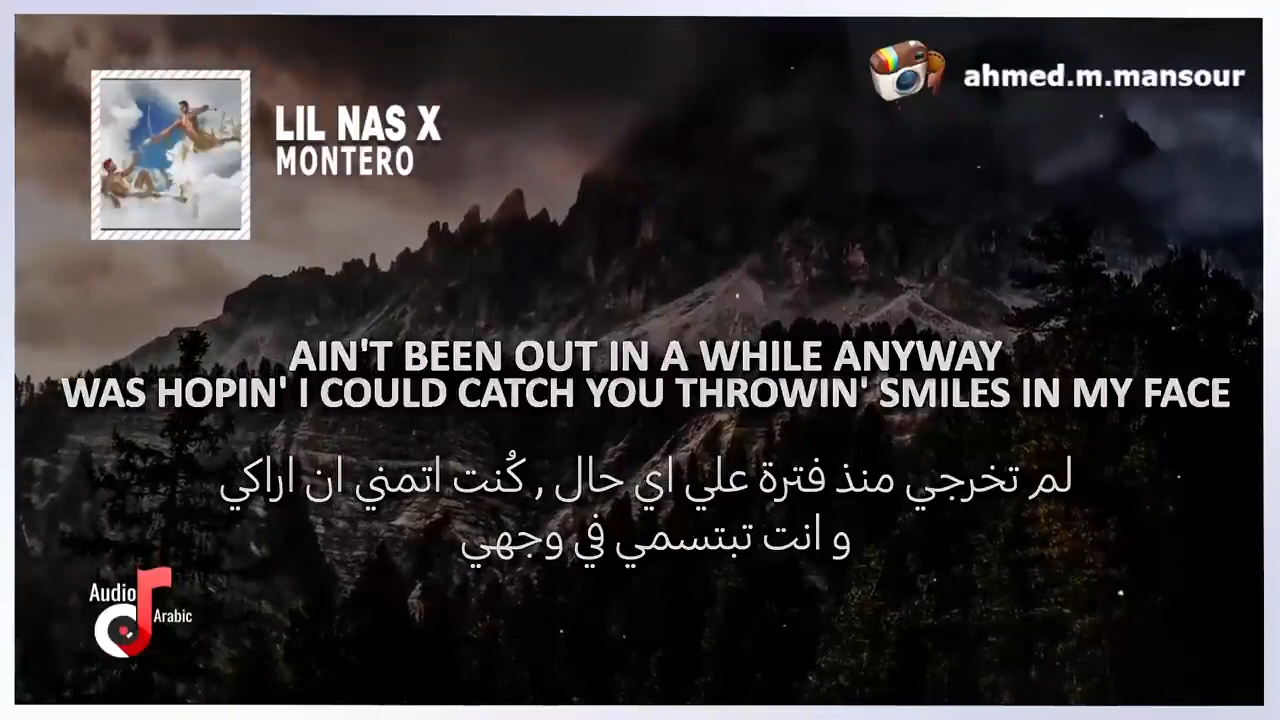 ahmed.m.mansour
LIL NAS X
MONTERO
AIN'T BEEN OUT IN A WHILE ANYWAY
WAS HOPIN' I COULD CATCH YOU THROWIN' SMILES IN MY FACE
لم تخرجي منذ فترة علي اي حال , كُنت اتمني ان اراكي
و انت تبتسمي في وجهي
Audio
Arabic